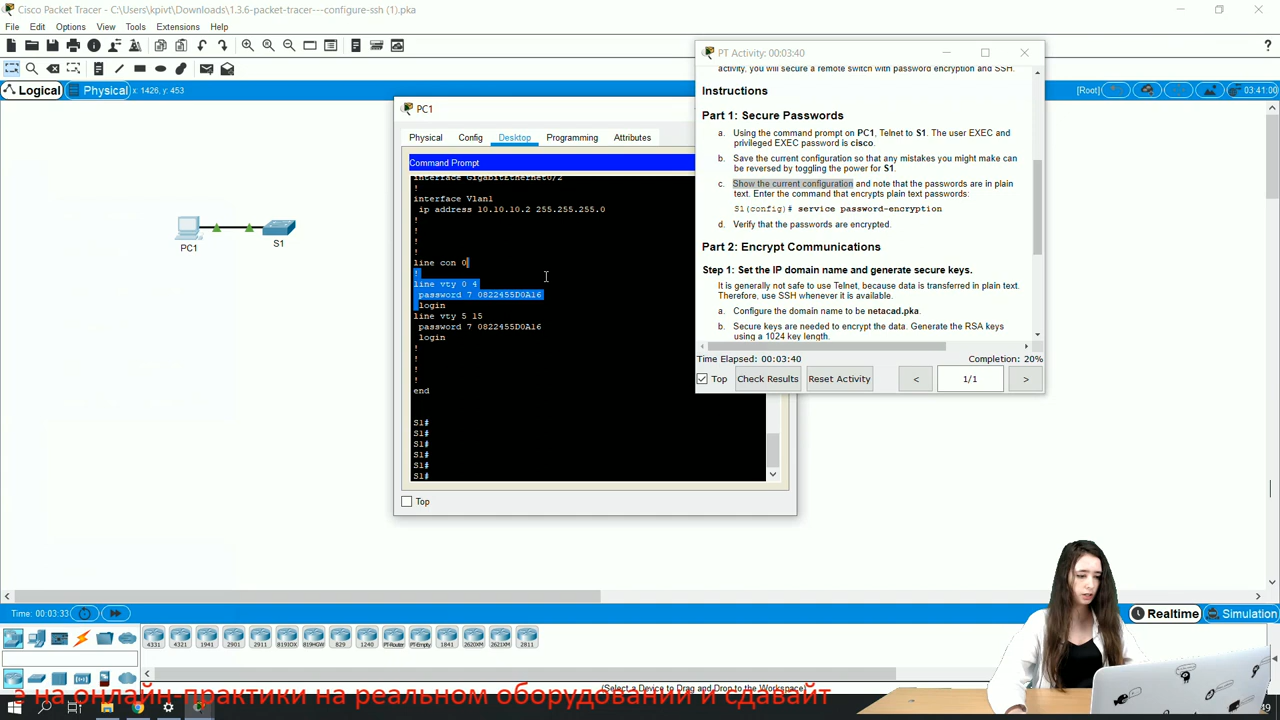 Cisco Packet Tracer - C:\Users\kpivt\Downloads\1.3.6-packet-tracer---configure-ssh (1).pka
File Edit Options View Tools Extensions Help
Logical Physical x: 1426, y: 453
[Root] 03:41:00
PC1
S1
PC1
Physical Config Desktop Programming Attributes
Command Prompt
interface GigabitEthernet0/2
!
interface Vlan1
ip address 10.10.10.2 255.255.255.0
!
!
!
!
line con 0
!
line vty 0 4
password 7 0822455D0A16
login
line vty 5 15
password 7 0822455D0A16
login
!
!
!
!
end
S1#
S1#
S1#
S1#
S1#
S1#
Top
PT Activity: 00:03:40
activity, you will secure a remote switch with password encryption and SSH.
Instructions
Part 1: Secure Passwords
a. Using the command prompt on PC1, Telnet to S1. The user EXEC and
privileged EXEC password is cisco.
b. Save the current configuration so that any mistakes you might make can
be reversed by toggling the power for S1.
c. Show the current configuration and note that the passwords are in plain
text. Enter the command that encrypts plain text passwords:
S1(config)# service password-encryption
d. Verify that the passwords are encrypted.
Part 2: Encrypt Communications
Step 1: Set the IP domain name and generate secure keys.
It is generally not safe to use Telnet, because data is transferred in plain text.
Therefore, use SSH whenever it is available.
a. Configure the domain name to be netacad.pka.
b. Secure keys are needed to encrypt the data. Generate the RSA keys
using a 1024 key length.
Time Elapsed: 00:03:40 Completion: 20%
Top Check Results Reset Activity < 1/1 >
Time: 00:03:33 Realtime Simulation
4331 4321 1941 2901 2911 819IOX 819HGW 829 1240 PT-Router PT-Empty 1841 2620XM 2621XM 2811
(Select a Device to Drag and Drop to the Workspace)
э на онлайн-практики на реальном оборудовании и сдавайт